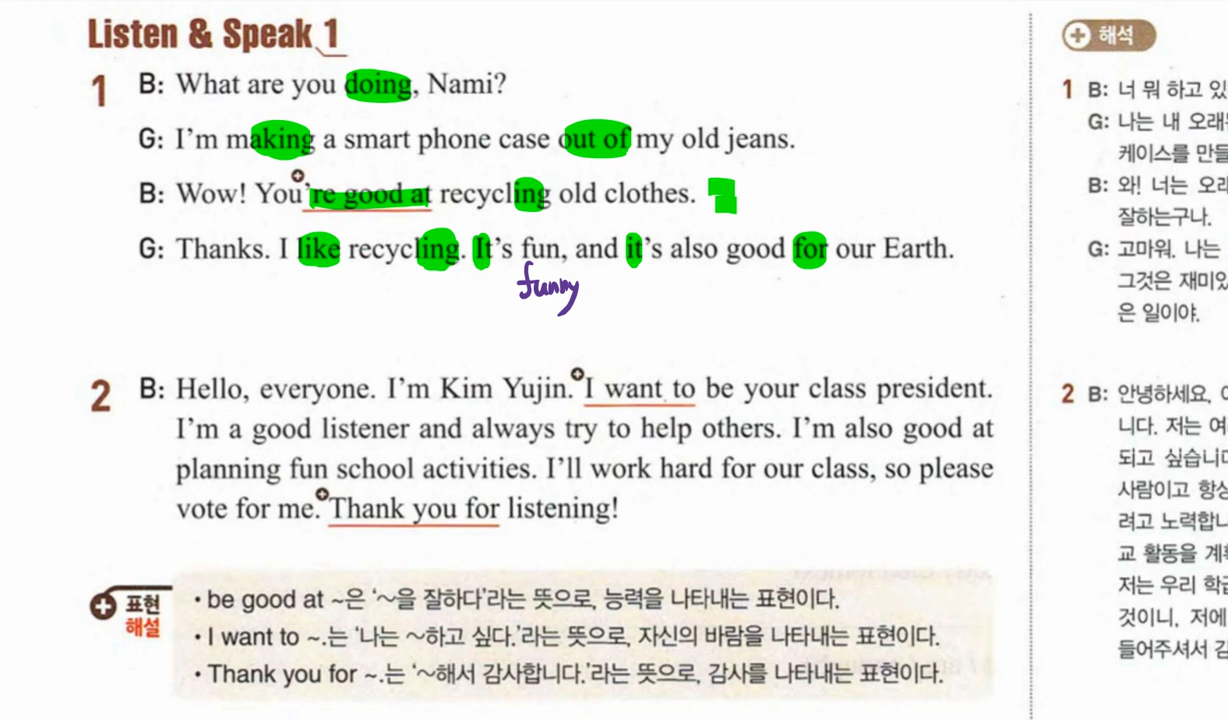 Listen & Speak 1
1 B: What are you doing, Nami?
G: I'm making a smart phone case out of my old jeans.
B: Wow! You're good at recycling old clothes.
G: Thanks. I like recycling. It's fun, and it's also good for our Earth.
funny
2 B: Hello, everyone. I'm Kim Yujin. I want to be your class president.
I'm a good listener and always try to help others. I'm also good at
planning fun school activities. I'll work hard for our class, so please
vote for me. Thank you for listening!
표현
해설
• be good at ~은 '~을 잘하다'라는 뜻으로, 능력을 나타내는 표현이다.
• I want to ~.는 '나는 ~하고 싶다.'라는 뜻으로, 자신의 바람을 나타내는 표현이다.
• Thank you for ~.는 '~해서 감사합니다.'라는 뜻으로, 감사를 나타내는 표현이다.
해석
1 B: 너 뭐 하고 있
G: 나는 내 오래
케이스를 만들
B: 와! 너는 오래
잘하는구나.
G: 고마워. 나는
그것은 재미있
은 일이야.
2 B: 안녕하세요,
니다. 저는 여
되고 싶습니다
사람이고 항상
려고 노력합니
교 활동을 계획
저는 우리 학급
것이니, 저에
들어주셔서 감